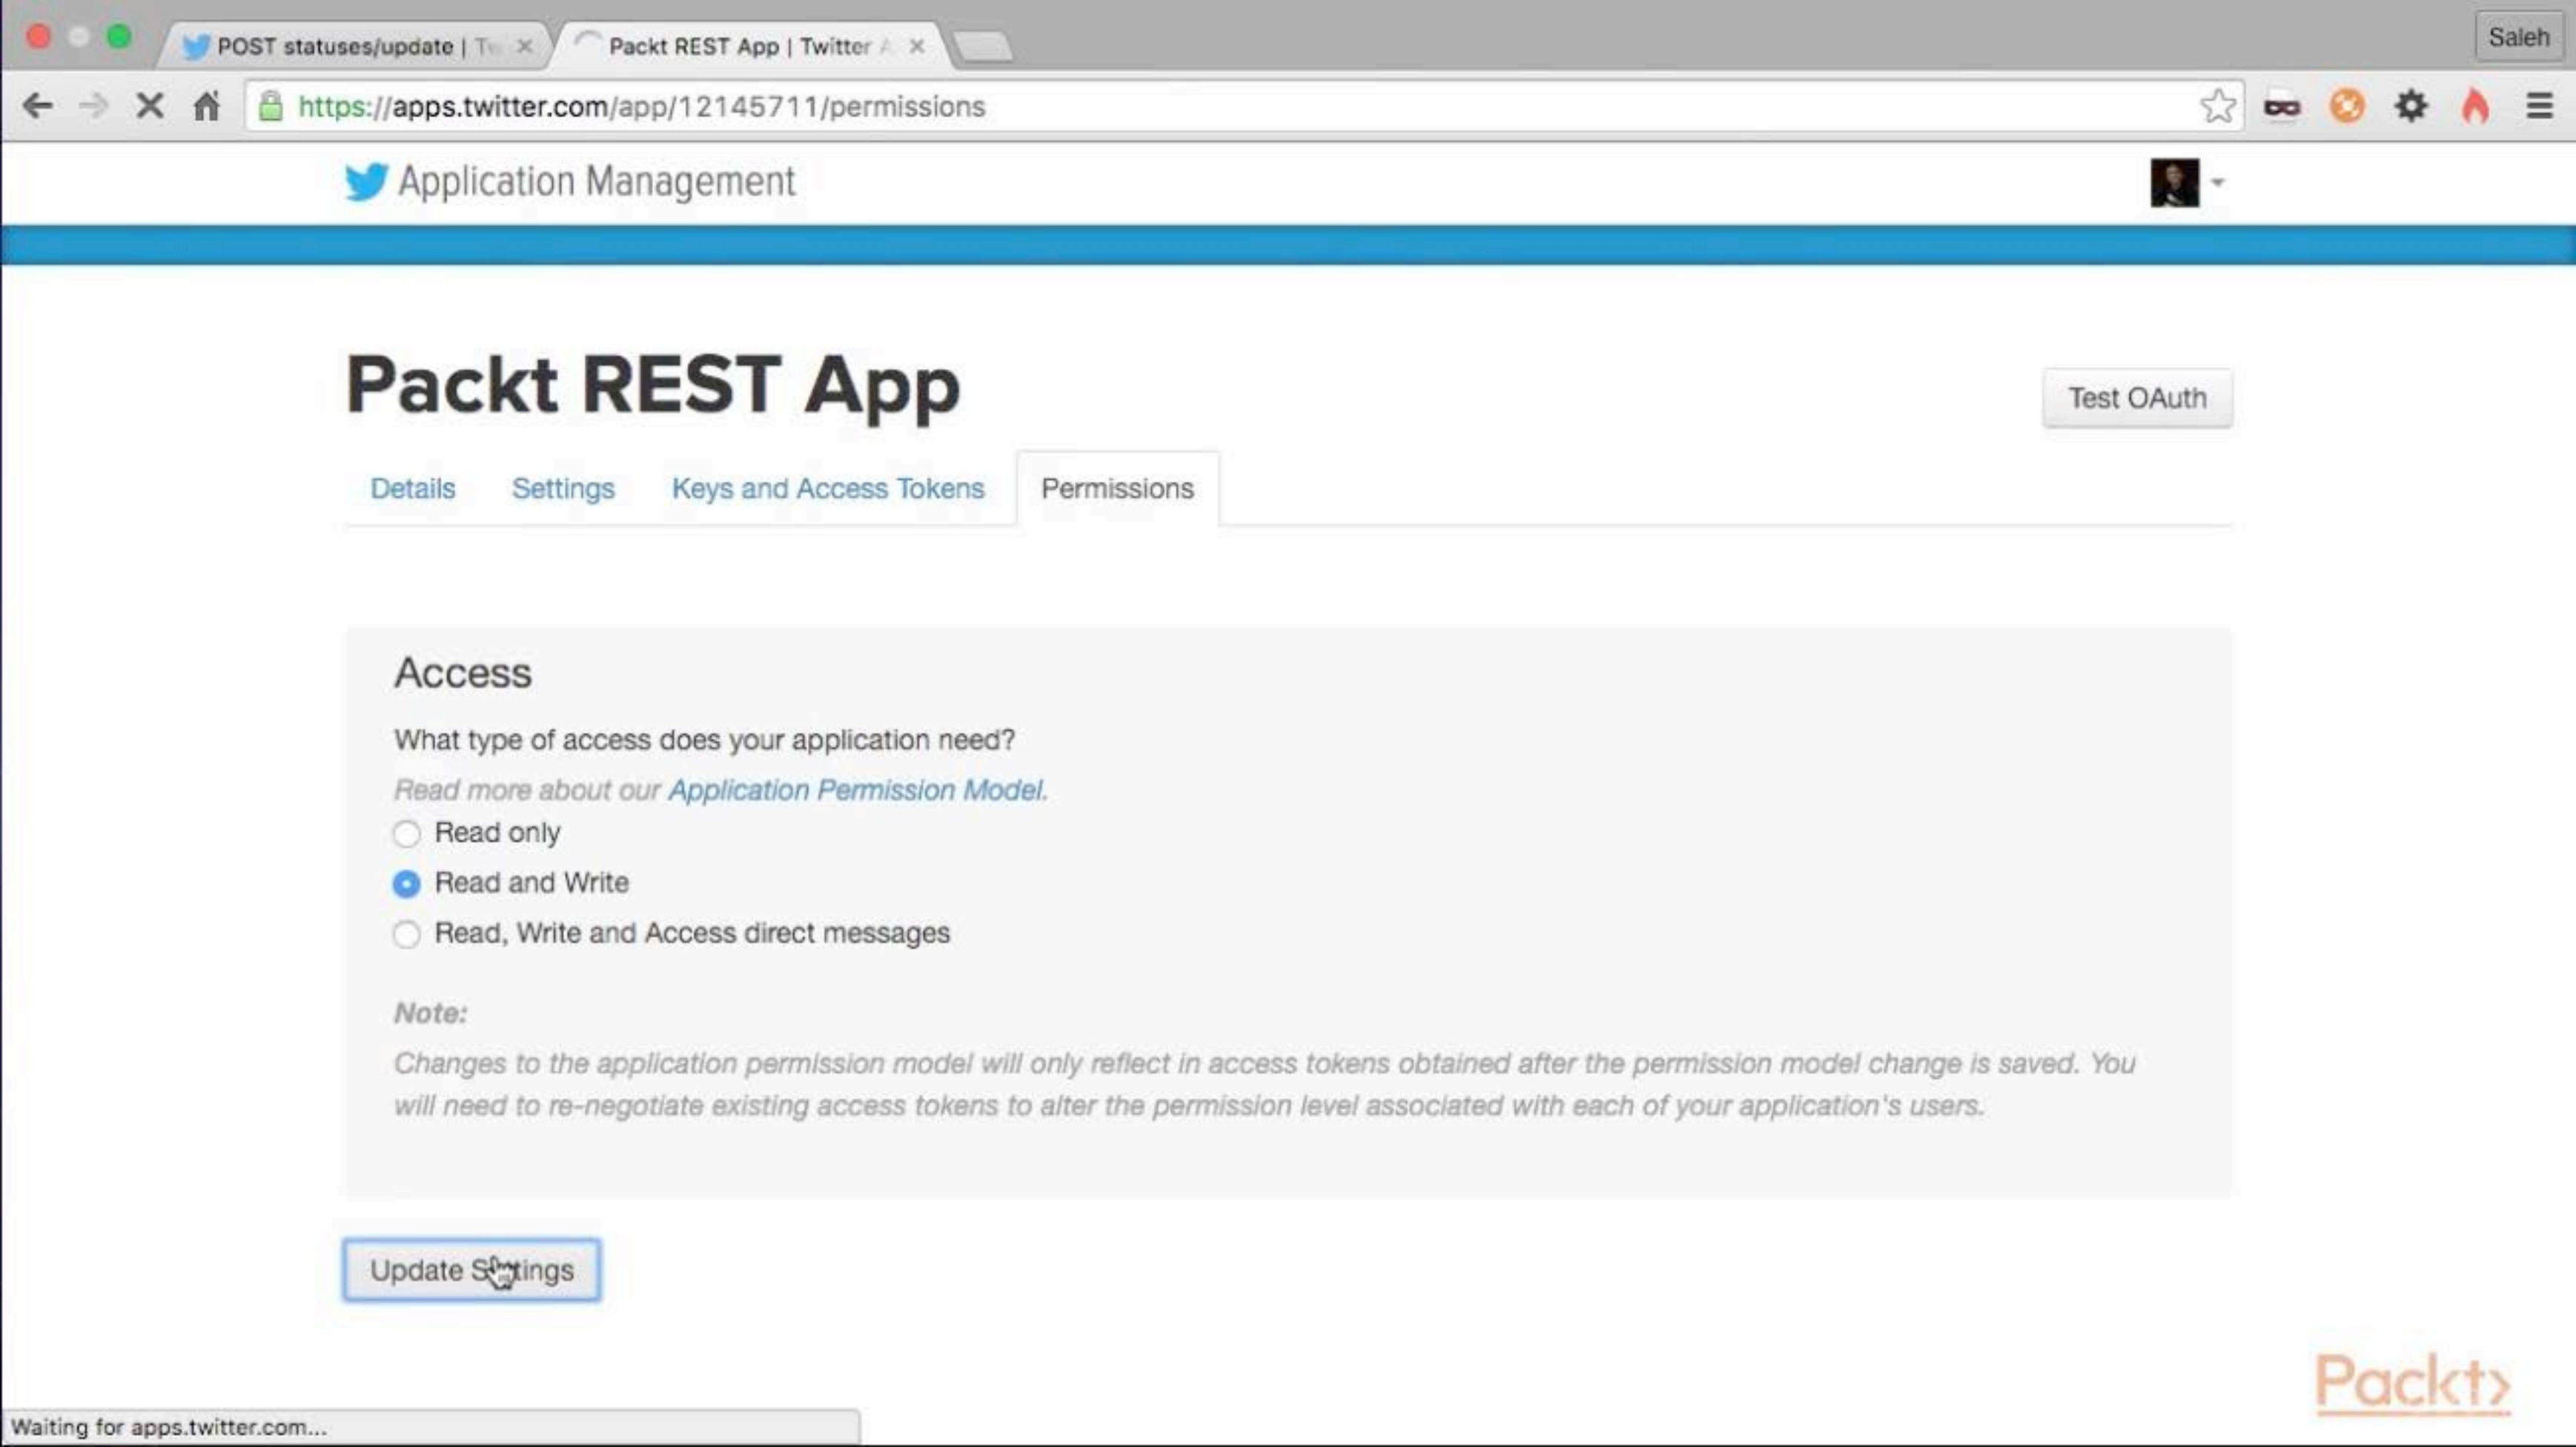 POST statuses/update | Tw
Packt REST App | Twitter A
Saleh
https://apps.twitter.com/app/12145711/permissions
Application Management
Packt REST App
Test OAuth
Details Settings Keys and Access Tokens Permissions
Access
What type of access does your application need?
Read more about our Application Permission Model.
Read only
Read and Write
Read, Write and Access direct messages
Note:
Changes to the application permission model will only reflect in access tokens obtained after the permission model change is saved. You
will need to re-negotiate existing access tokens to alter the permission level associated with each of your application's users.
Update Settings
Packt>
Waiting for apps.twitter.com...